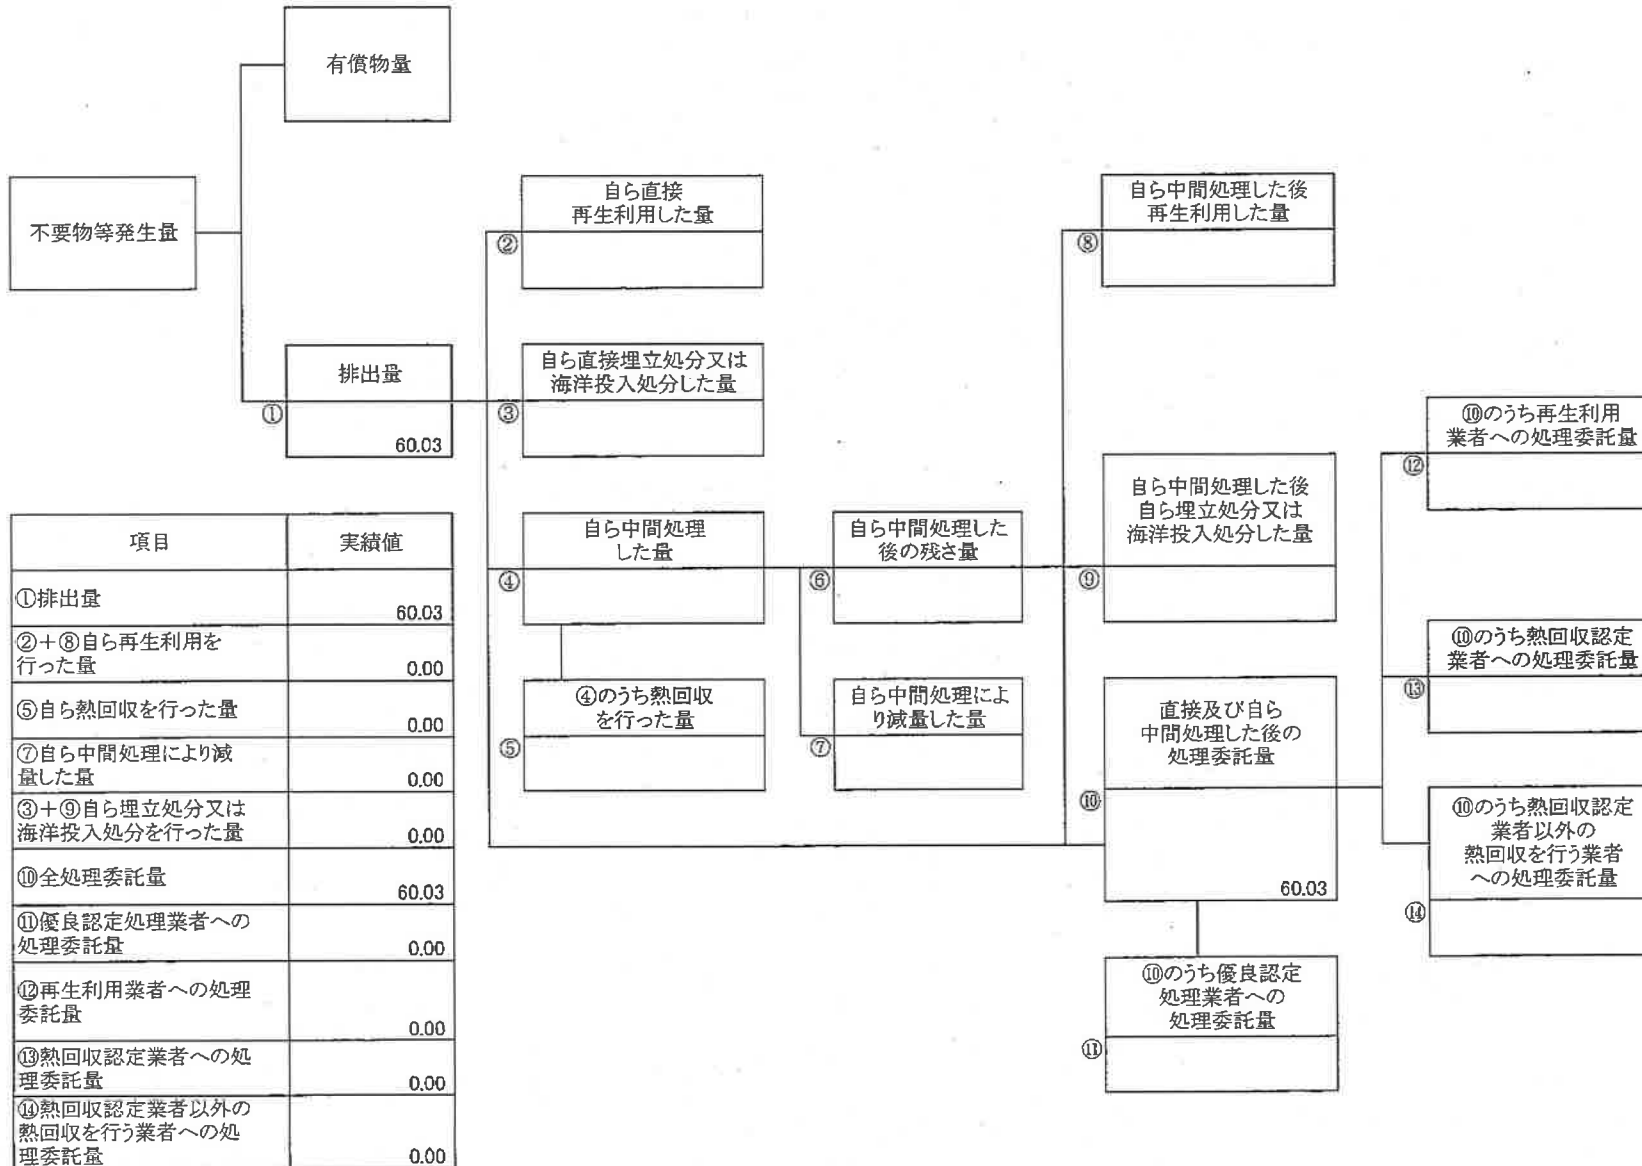 有償物量
不要物等発生量
排出量
①
60.03
自ら直接
再生利用した量
②
自ら直接埋立処分又は
海洋投入処分した量
③
自ら中間処理
した量
④
④のうち熱回収
を行った量
⑤
自ら中間処理した
後の残さ量
⑥
自ら中間処理によ
り減量した量
⑦
自ら中間処理した後
再生利用した量
⑧
自ら中間処理した後
自ら埋立処分又は
海洋投入処分した量
⑨
直接及び自ら
中間処理した後の
処理委託量
⑩
60.03
⑩のうち優良認定
処理業者への
処理委託量
⑪
⑩のうち再生利用
業者への処理委託量
⑫
⑩のうち熱回収認定
業者への処理委託量
⑬
⑩のうち熱回収認定
業者以外の
熱回収を行う業者
への処理委託量
⑭
項目 実績値
①排出量
60.03
②+⑧自ら再生利用を
行った量 0.00
⑤自ら熱回収を行った量
0.00
⑦自ら中間処理により減
量した量 0.00
③+⑨自ら埋立処分又は
海洋投入処分を行った量 0.00
⑩全処理委託量
60.03
⑪優良認定処理業者への
処理委託量 0.00
⑫再生利用業者への処理
委託量
0.00
⑬熱回収認定業者への処
理委託量 0.00
⑭熱回収認定業者以外の
熱回収を行う業者への処
理委託量 0.00